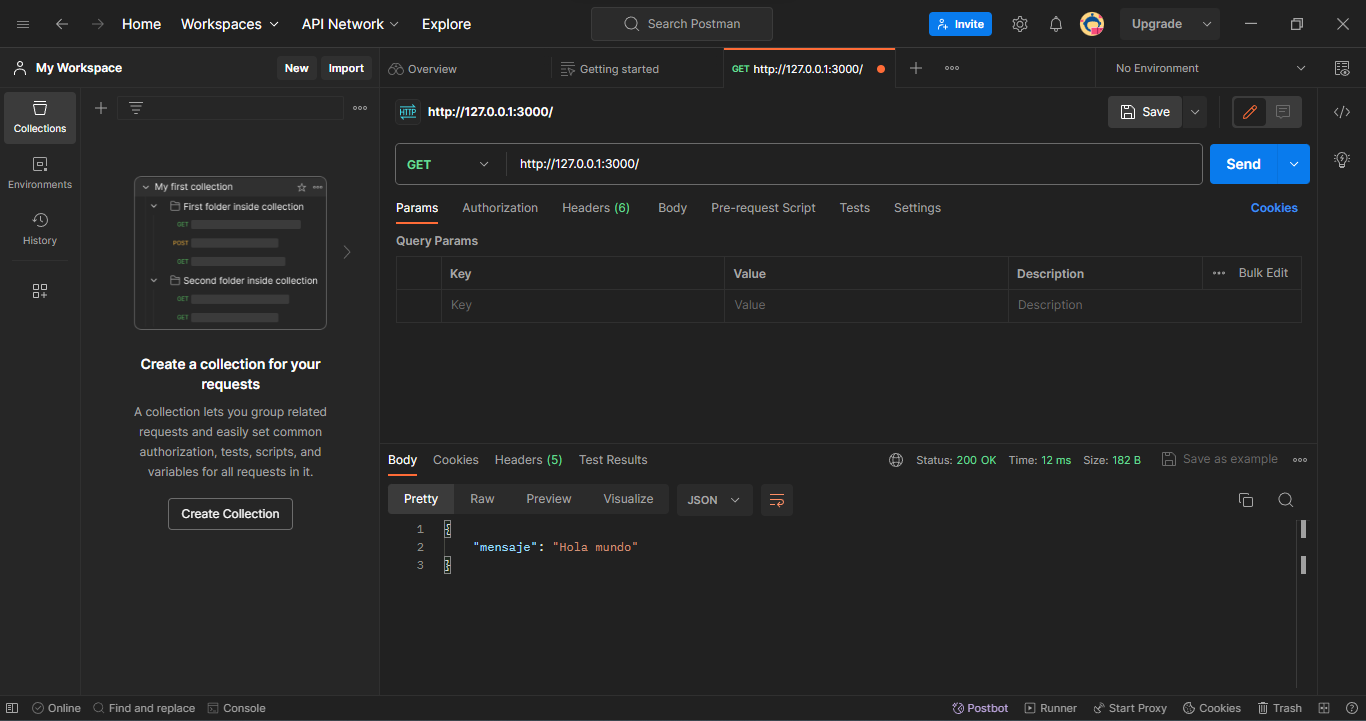 Home Workspaces API Network Explore Search Postman Invite Upgrade
My Workspace New Import Overview Getting started GET http://127.0.0.1:3000/ No Environment
Collections
Environments
History
My first collection
First folder inside collection
GET
POST
GET
Second folder inside collection
GET
GET
Create a collection for your
requests
A collection lets you group related
requests and easily set common
authorization, tests, scripts, and
variables for all requests in it.
Create Collection
HTTP http://127.0.0.1:3000/ Save
GET http://127.0.0.1:3000/ Send
Params Authorization Headers (6) Body Pre-request Script Tests Settings Cookies
Query Params
Key Value Description Bulk Edit
Key Value Description
Body Cookies Headers (5) Test Results Status: 200 OK Time: 12 ms Size: 182 B Save as example
Pretty Raw Preview Visualize JSON
1 {
2 "mensaje": "Hola mundo"
3 }
Online Find and replace Console Postbot Runner Start Proxy Cookies Trash